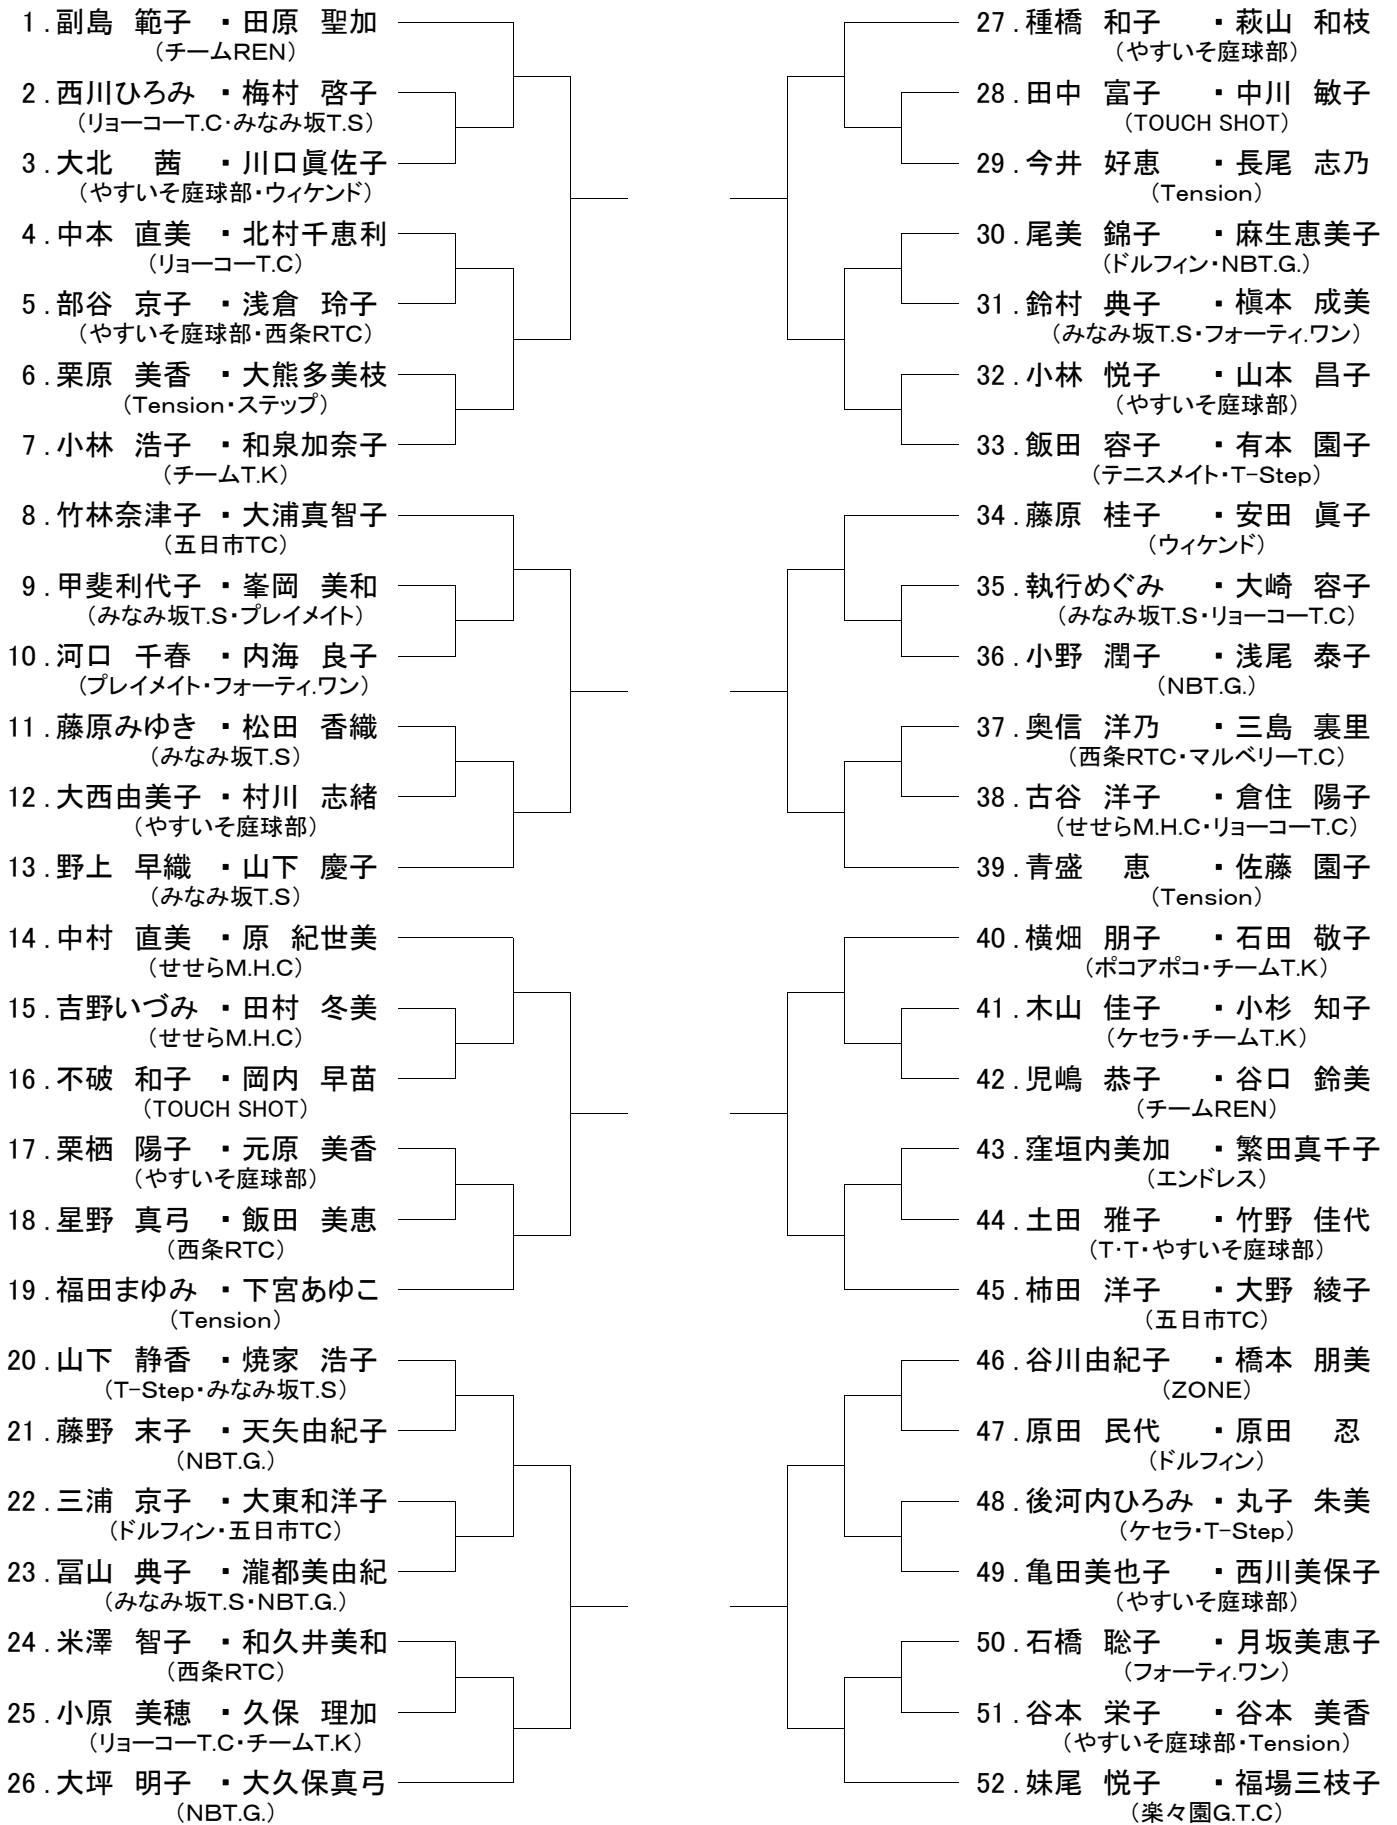 1.副島 範子 ・田原 聖加
(チームREN)
2.西川ひろみ ・梅村 啓子
(リョーコーT.C・みなみ坂T.S)
3.大北 茜 ・川口眞佐子
(やすいそ庭球部・ウィケンド)
4.中本 直美 ・北村千恵利
(リョーコーT.C)
5.部谷 京子 ・浅倉 玲子
(やすいそ庭球部・西条RTC)
6.栗原 美香 ・大熊多美枝
(Tension・ステップ)
7.小林 浩子 ・和泉加奈子
(チームT.K)
8.竹林奈津子 ・大浦真智子
(五日市TC)
9.甲斐利代子 ・峯岡 美和
(みなみ坂T.S・プレイメイト)
10.河口 千春 ・内海 良子
(プレイメイト・フォーティ.ワン)
11.藤原みゆき ・松田 香織
(みなみ坂T.S)
12.大西由美子 ・村川 志緒
(やすいそ庭球部)
13.野上 早織 ・山下 慶子
(みなみ坂T.S)
14.中村 直美 ・原 紀世美
(せせらM.H.C)
15.吉野いづみ ・田村 冬美
(せせらM.H.C)
16.不破 和子 ・岡内 早苗
(TOUCH SHOT)
17.栗栖 陽子 ・元原 美香
(やすいそ庭球部)
18.星野 真弓 ・飯田 美恵
(西条RTC)
19.福田まゆみ ・下宮あゆこ
(Tension)
20.山下 静香 ・焼家 浩子
(T-Step・みなみ坂T.S)
21.藤野 末子 ・天矢由紀子
(NBT.G.)
22.三浦 京子 ・大東和洋子
(ドルフィン・五日市TC)
23.冨山 典子 ・瀧都美由紀
(みなみ坂T.S・NBT.G.)
24.米澤 智子 ・和久井美和
(西条RTC)
25.小原 美穂 ・久保 理加
(リョーコーT.C・チームT.K)
26.大坪 明子 ・大久保真弓
(NBT.G.)
27.種橋 和子 ・萩山 和枝
(やすいそ庭球部)
28.田中 富子 ・中川 敏子
(TOUCH SHOT)
29.今井 好恵 ・長尾 志乃
(Tension)
30.尾美 錦子 ・麻生恵美子
(ドルフィン・NBT.G.)
31.鈴村 典子 ・槇本 成美
(みなみ坂T.S・フォーティ.ワン)
32.小林 悦子 ・山本 昌子
(やすいそ庭球部)
33.飯田 容子 ・有本 園子
(テニスメイト・T-Step)
34.藤原 桂子 ・安田 眞子
(ウィケンド)
35.執行めぐみ ・大崎 容子
(みなみ坂T.S・リョーコーT.C)
36.小野 潤子 ・浅尾 泰子
(NBT.G.)
37.奥信 洋乃 ・三島 裏里
(西条RTC・マルベリーT.C)
38.古谷 洋子 ・倉住 陽子
(せせらM.H.C・リョーコーT.C)
39.青盛 恵 ・佐藤 園子
(Tension)
40.横畑 朋子 ・石田 敬子
(ポコアポコ・チームT.K)
41.木山 佳子 ・小杉 知子
(ケセラ・チームT.K)
42.児嶋 恭子 ・谷口 鈴美
(チームREN)
43.窪垣内美加 ・繁田真千子
(エンドレス)
44.土田 雅子 ・竹野 佳代
(T・T・やすいそ庭球部)
45.柿田 洋子 ・大野 綾子
(五日市TC)
46.谷川由紀子 ・橋本 朋美
(ZONE)
47.原田 民代 ・原田 忍
(ドルフィン)
48.後河内ひろみ ・丸子 朱美
(ケセラ・T-Step)
49.亀田美也子 ・西川美保子
(やすいそ庭球部)
50.石橋 聡子 ・月坂美恵子
(フォーティ.ワン)
51.谷本 栄子 ・谷本 美香
(やすいそ庭球部・Tension)
52.妹尾 悦子 ・福場三枝子
(楽々園G.T.C)